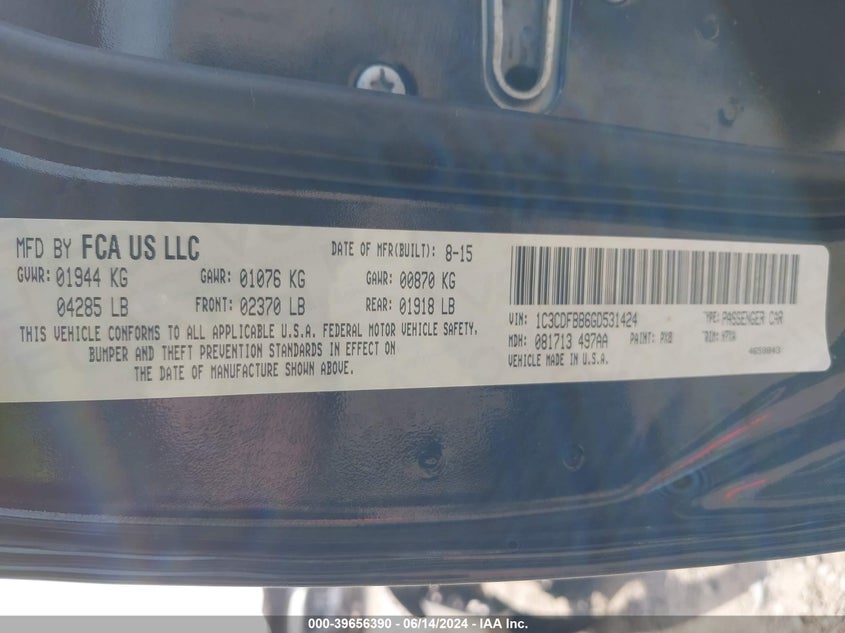 MFD BY FCA US LLC DATE OF MFR(BUILT): 8-15
GVWR: 01944 KG GAWR: 01076 KG GAWR: 00870 KG
04285 LB FRONT: 02370 LB REAR: 01918 LB
THIS VEHICLE CONFORMS TO ALL APPLICABLE U.S.A. FEDERAL MOTOR VEHICLE SAFETY,
BUMPER AND THEFT PREVENTION STANDARDS IN EFFECT ON
THE DATE OF MANUFACTURE SHOWN ABOVE.
VIN: 1C3CDFBB6GD531424 TYPE: PASSENGER CAR
MDH: 081713 497AA PAINT: PX8 TRIM:
VEHICLE MADE IN U.S.A.
000-39656390 - 06/14/2024 - IAA Inc.